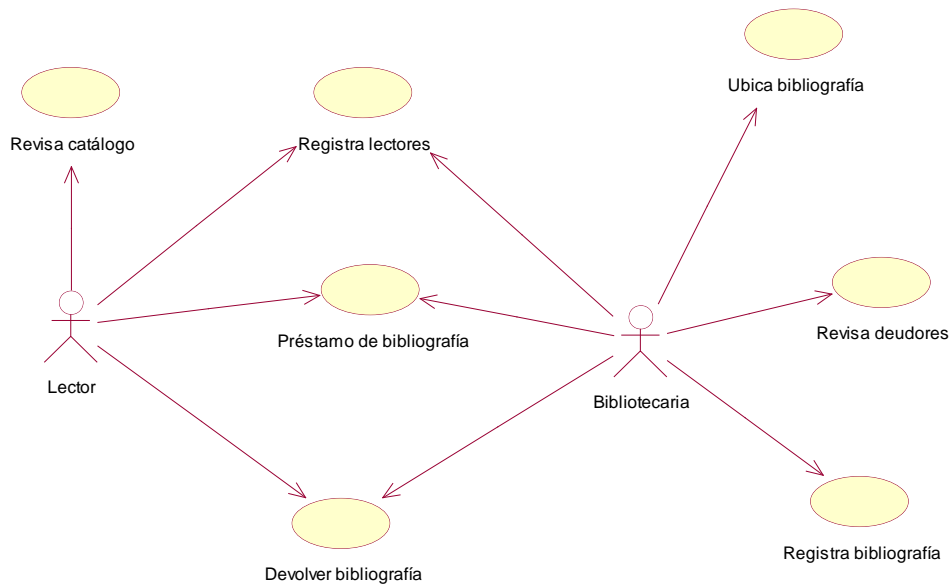 Ubica bibliografía
Revisa catálogo
Registra lectores
Préstamo de bibliografía
Revisa deudores
Lector
Bibliotecaria
Registra bibliografía
Devolver bibliografía